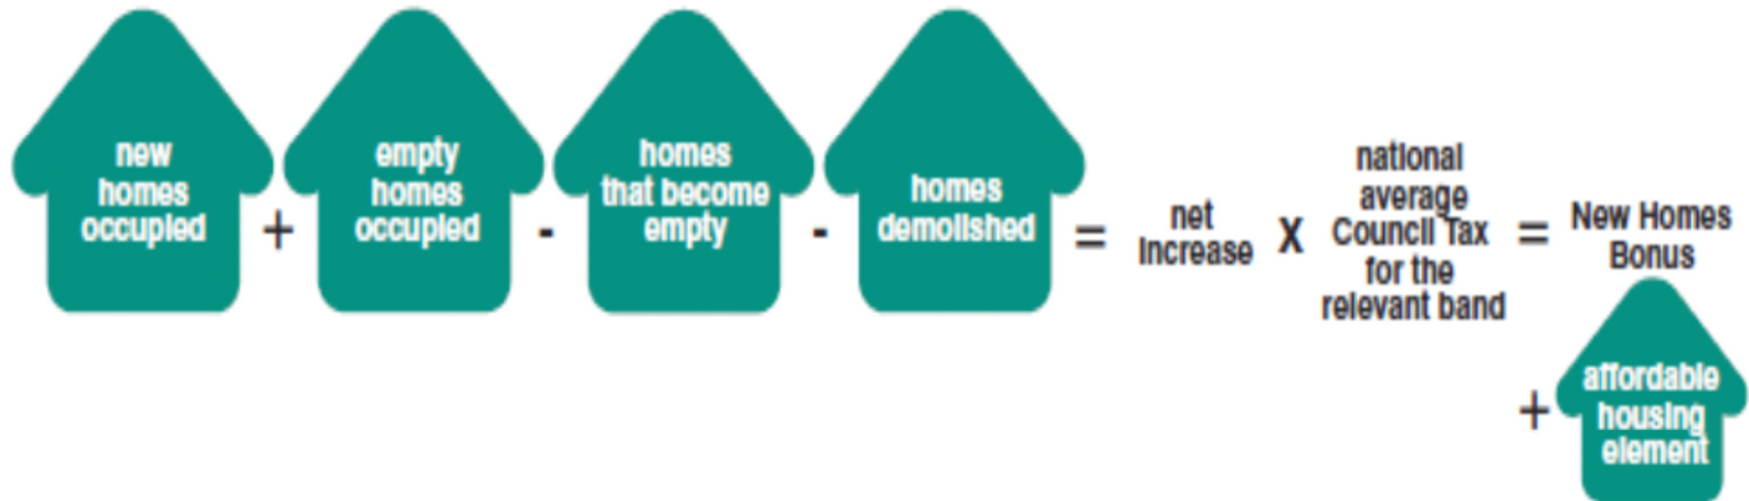 new
homes
occupied
+
empty
homes
occupied
-
homes
that become
empty
-
homes
demolished
=
net
increase
X
national
average
Council Tax
for the
relevant band
=
New Homes
Bonus
+
affordable
housing
element